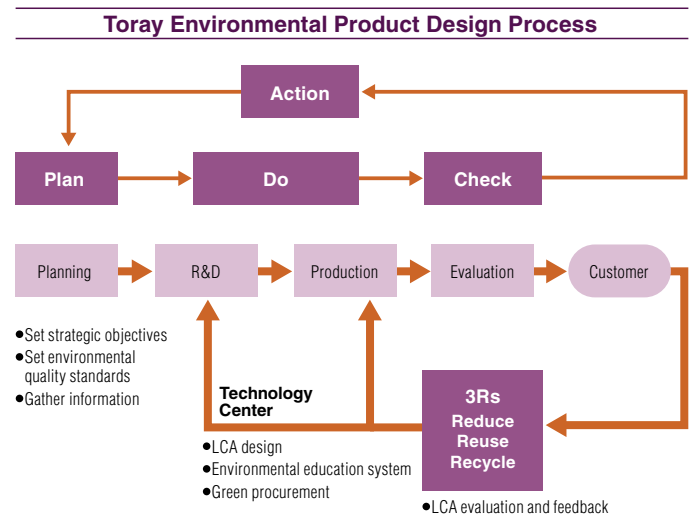 Toray Environmental Product Design Process
Action
Plan
Do
Check
Planning
R&D
Production
Evaluation
Customer
●Set strategic objectives
●Set environmental
quality standards
●Gather information
Technology
Center
●LCA design
●Environmental education system
●Green procurement
3Rs
Reduce
Reuse
Recycle
●LCA evaluation and feedback